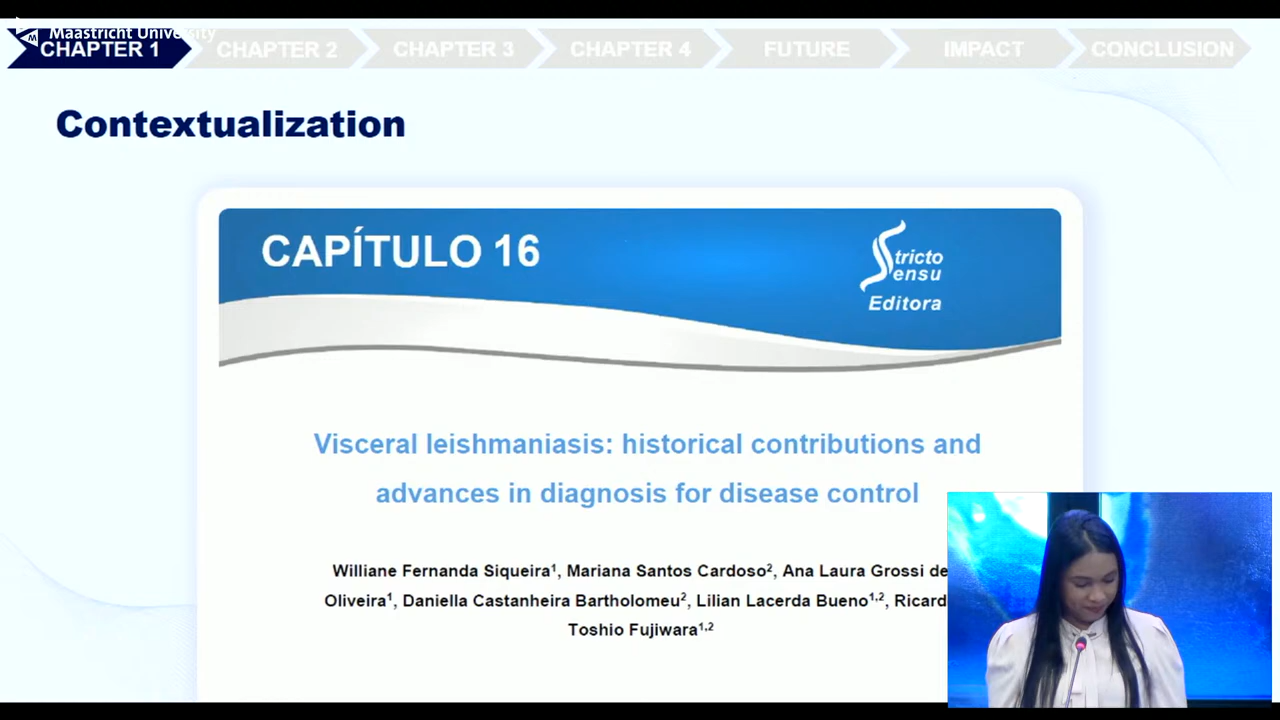 Maastricht University
CHAPTER 1 CHAPTER 2 CHAPTER 3 CHAPTER 4 FUTURE IMPACT CONCLUSION
Contextualization
CAPÍTULO 16
Stricto
Sensu
Editora
Visceral leishmaniasis: historical contributions and
advances in diagnosis for disease control
Williane Fernanda Siqueira¹, Mariana Santos Cardoso², Ana Laura Grossi de
Oliveira¹, Daniella Castanheira Bartholomeu², Lilian Lacerda Bueno¹,², Ricard
Toshio Fujiwara¹,²